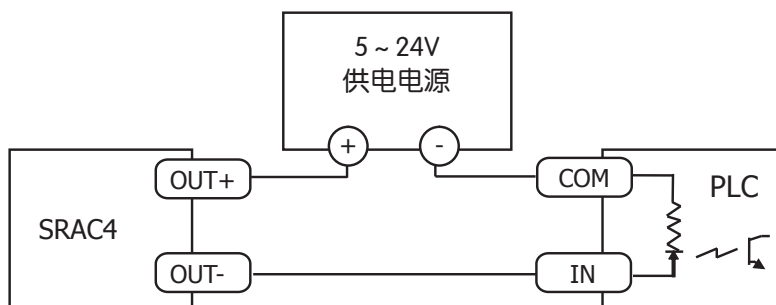 5 ~ 24V
供电电源
+
-
OUT+
COM
PLC
SRAC4
OUT-
IN